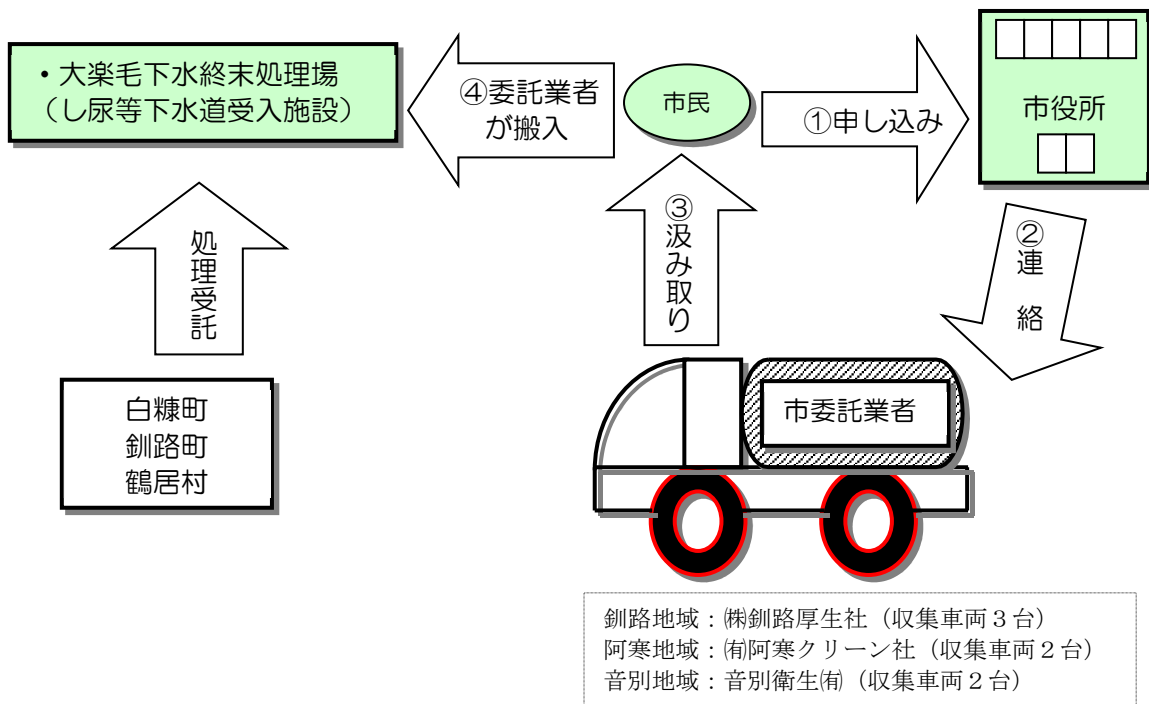 ・大楽毛下水終末処理場
（し尿等下水道受入施設）
④委託業者
が搬入
市民
①申し込み
市役所
処理受託
③汲み取り
②連　絡
白糠町
釧路町
鶴居村
市委託業者
釧路地域：㈱釧路厚生社（収集車両３台）
阿寒地域：㈲阿寒クリーン社（収集車両２台）
音別地域：音別衛生㈲（収集車両２台）